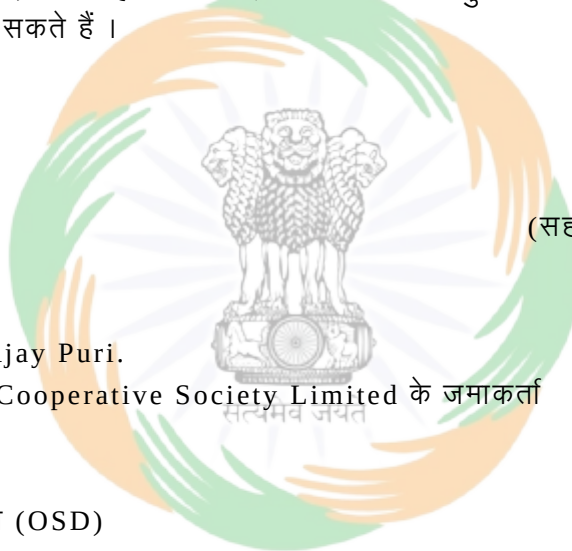 सकते हैं ।
(सह
jay Puri.
Cooperative Society Limited के जमाकर्ता
सत्यमेव जयते
(OSD)